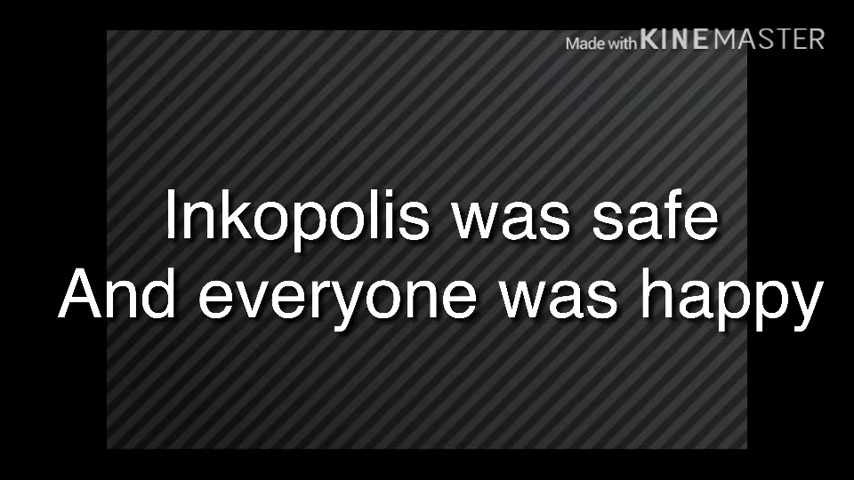 Made with KINEMASTER
Inkopolis was safe
And everyone was happy